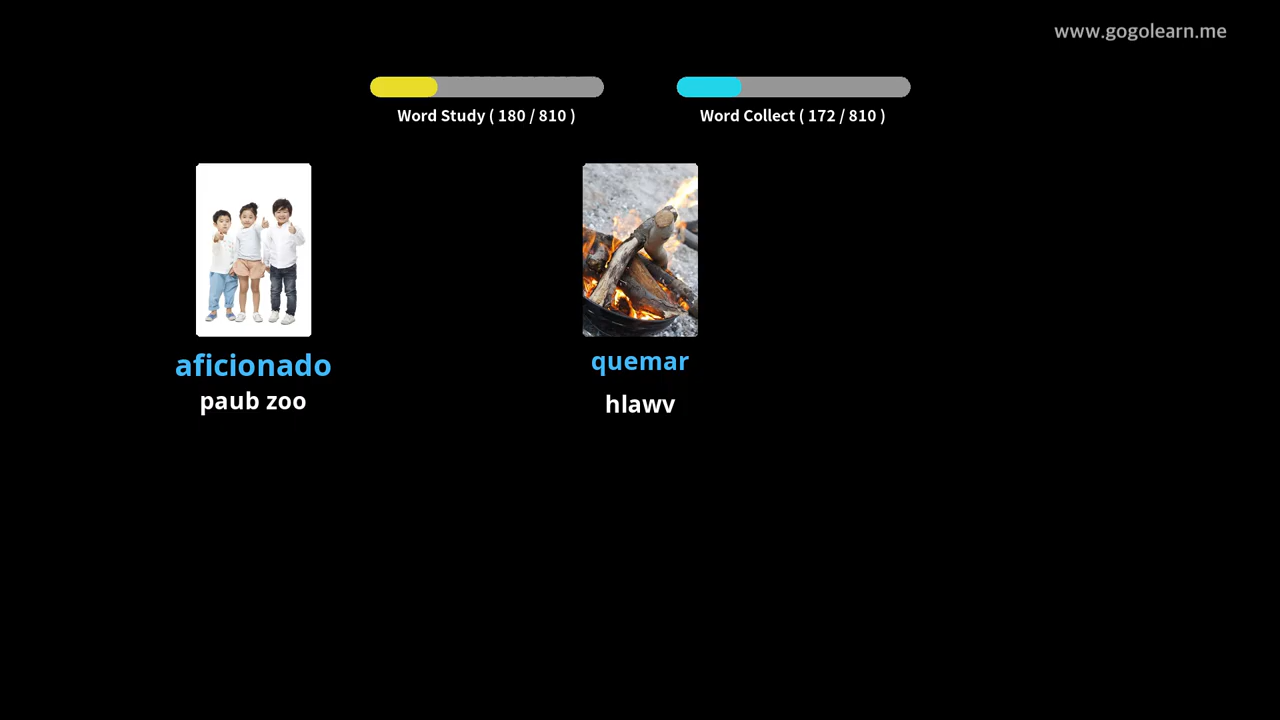 www.gogolearn.me
Word Study ( 180 / 810 )
Word Collect ( 172 / 810 )
aficionado
paub zoo
quemar
hlawv